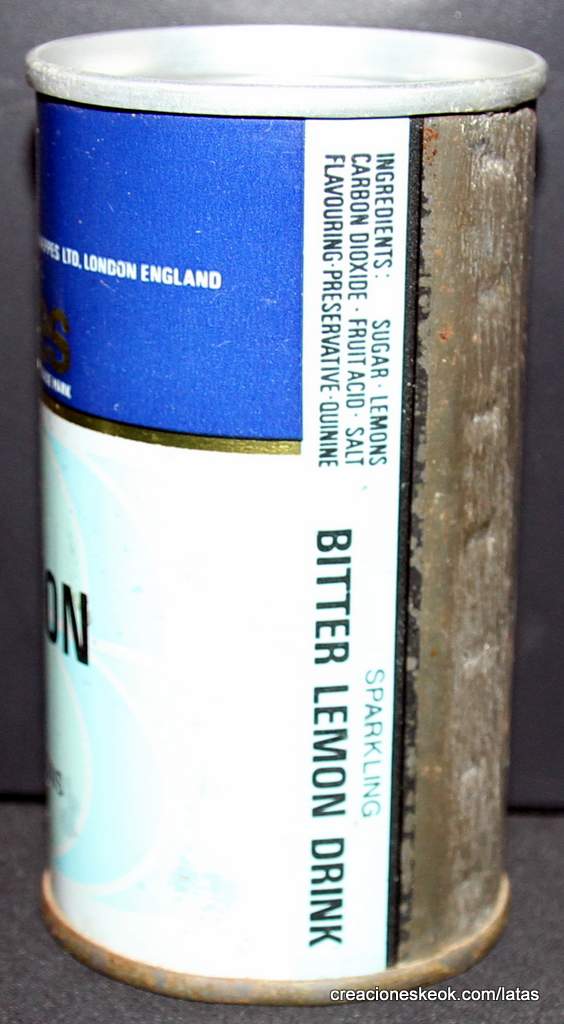 LTD, LONDON ENGLAND
MARK
INGREDIENTS: SUGAR · LEMONS
CARBON DIOXIDE · FRUIT ACID · SALT
FLAVOURING·PRESERVATIVE·QUININE
ON
SPARKLING
BITTER LEMON DRINK
creacioneskeok.com/latas